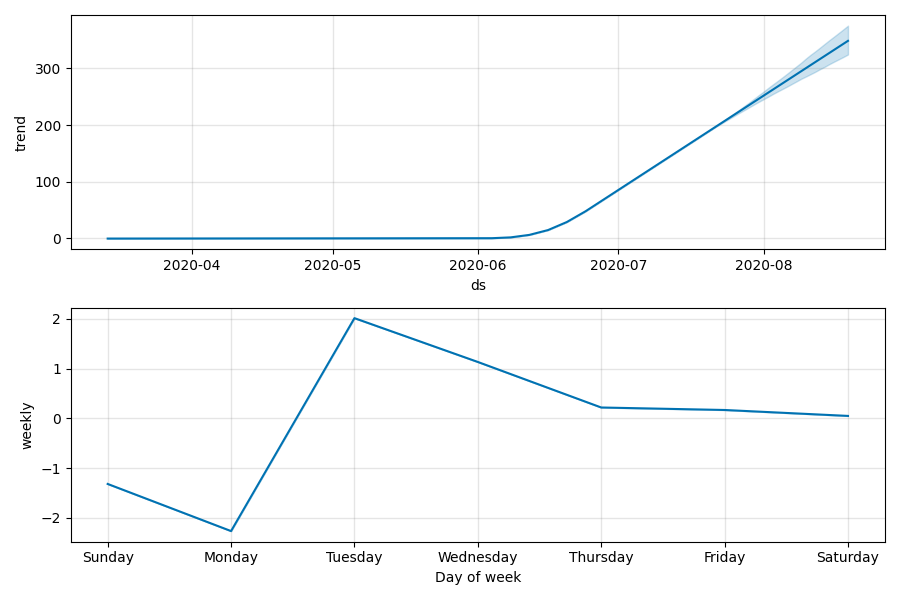 300
200
100
0
trend
2020-04 2020-05 2020-06 2020-07 2020-08
ds
2
1
0
−1
−2
weekly
Sunday Monday Tuesday Wednesday Thursday Friday Saturday
Day of week